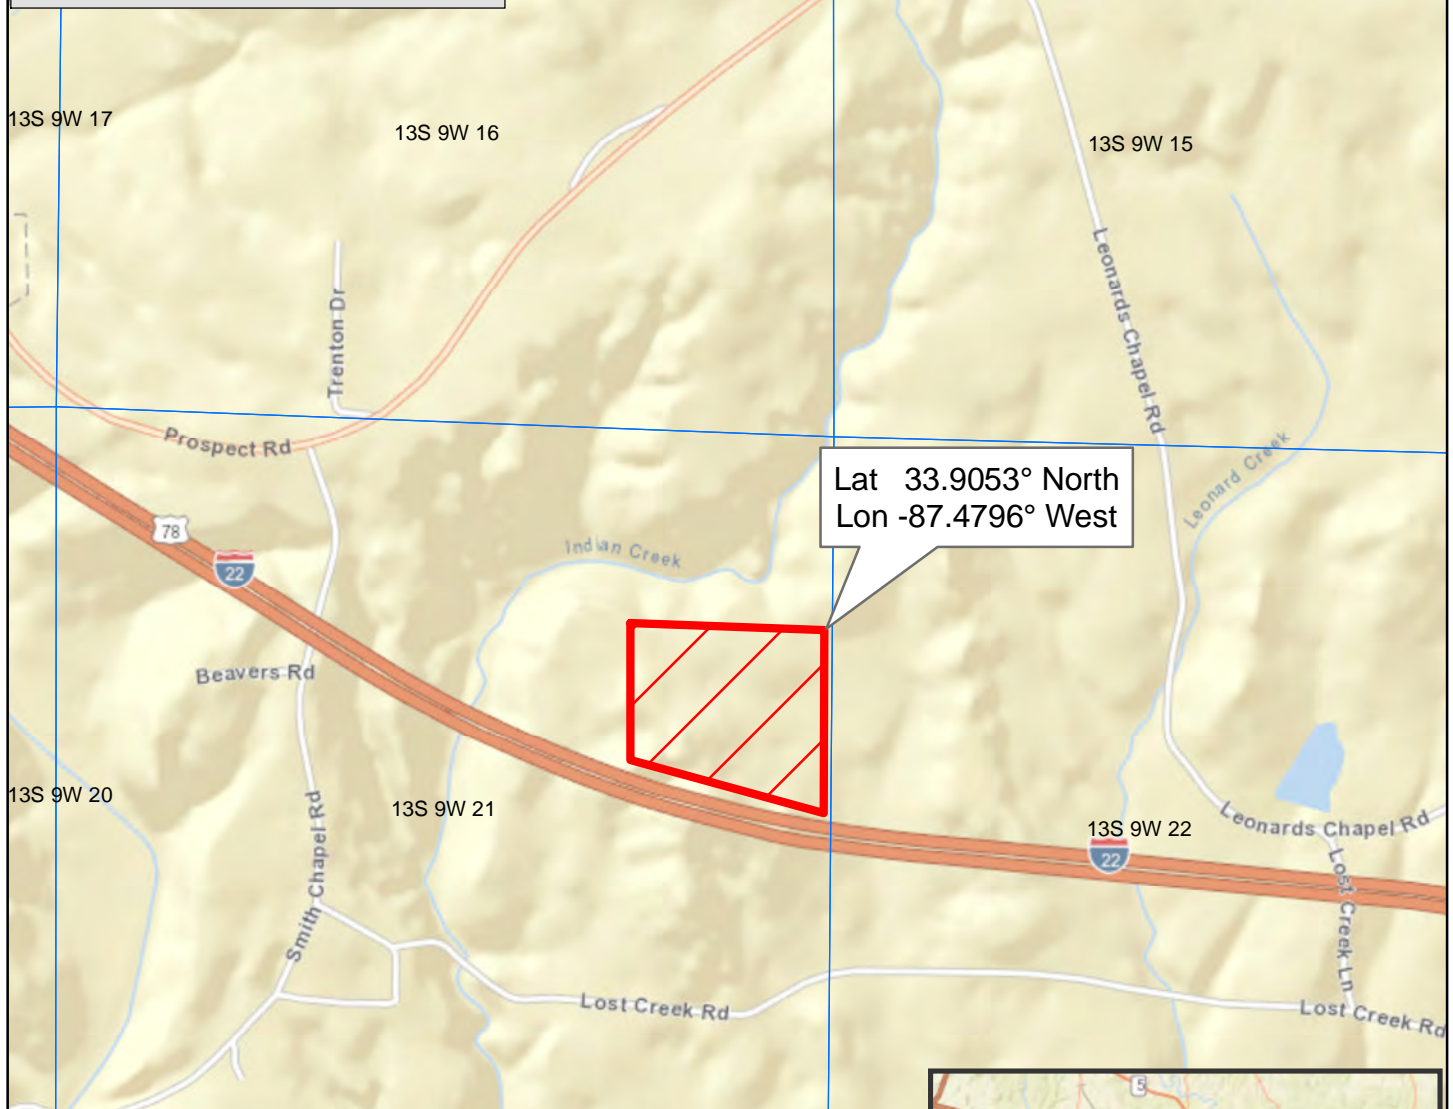 13S 9W 17
13S 9W 16
13S 9W 15
Trenton Dr
Leonards Chapel Rd
Prospect Rd
Leonard Creek
Lat 33.9053° North
Lon -87.4796° West
78
22
Indian Creek
Beavers Rd
13S 9W 20
13S 9W 21
13S 9W 22
22
Leonards Chapel Rd
Smith Chapel Rd
Lost Creek Ln
Lost Creek Rd
Lost Creek Rd
5